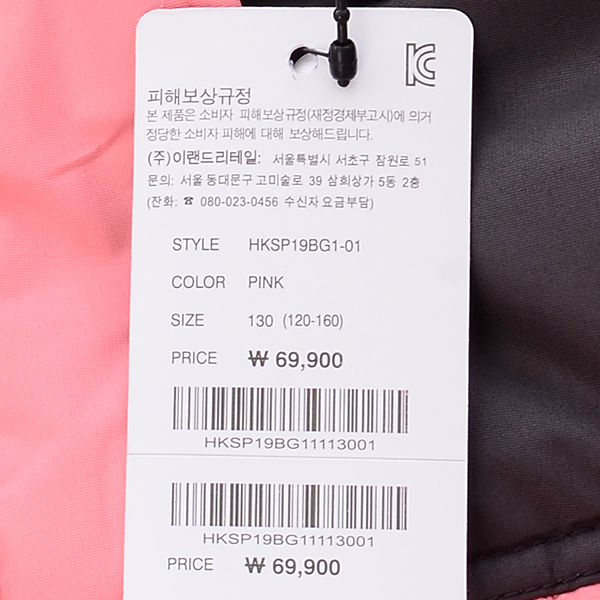 피해보상규정
본 제품은 소비자 피해보상규정(재정경제부고시)에 의거
정당한 소비자 피해에 대해 보상해드립니다.
(주)이랜드리테일: 서울특별시 서초구 잠원로 51
문의: 서울 동대문구 고미술로 39 삼희상가 5동 2층
(잔화: ☎ 080-023-0456 수신자 요금부담)
STYLE HKSP19BG1-01
COLOR PINK
SIZE 130 (120-160)
PRICE ₩ 69,900
HKSP19BG11113001
HKSP19BG11113001
PRICE ₩ 69,900